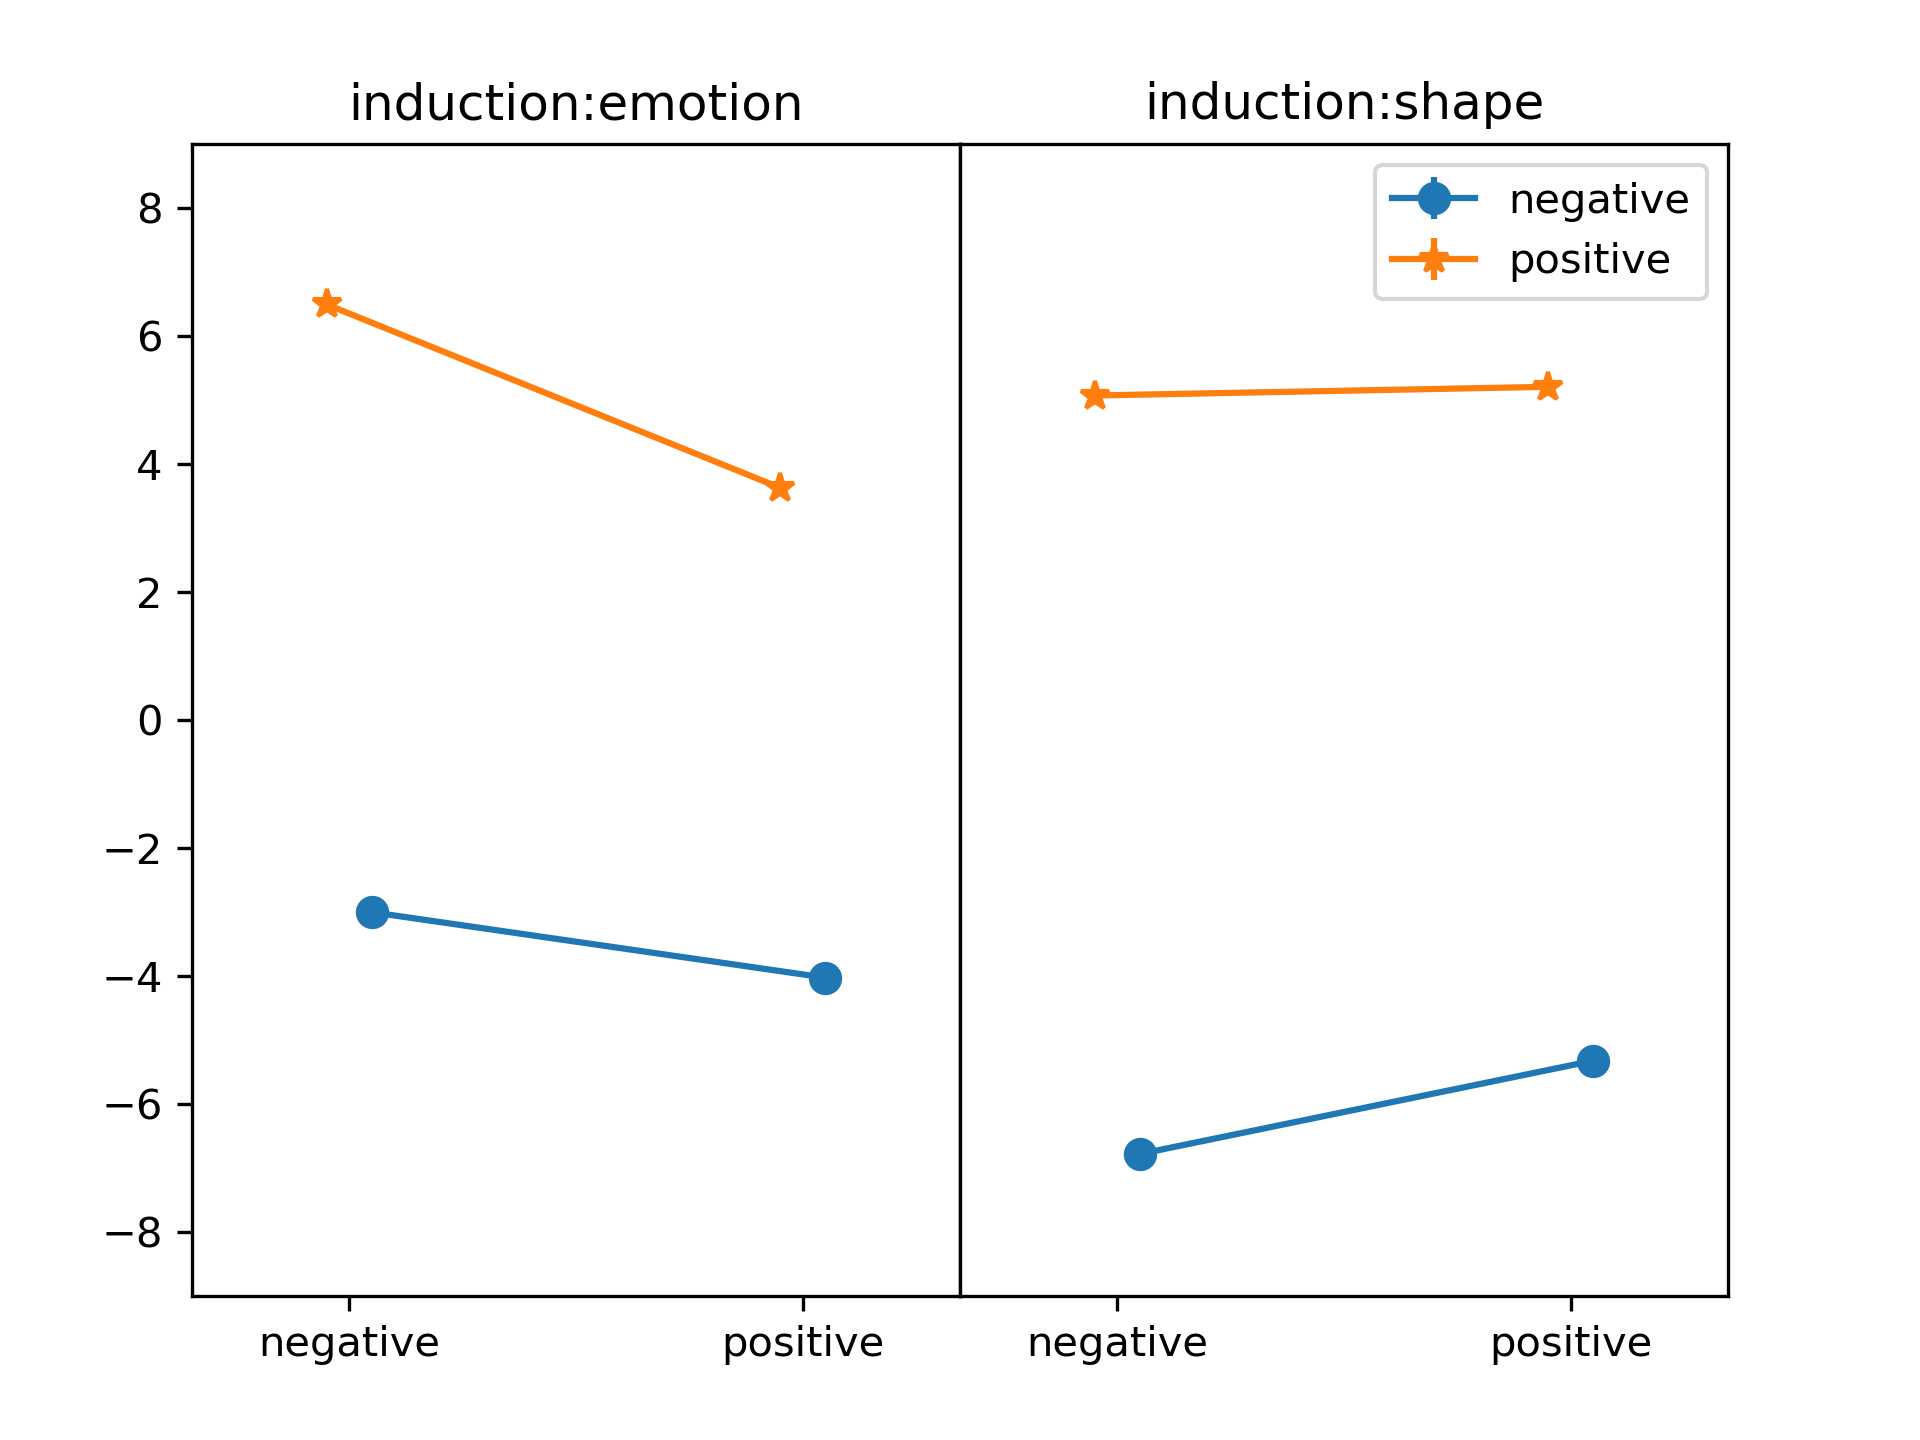 induction:emotion
induction:shape
negative
positive
8
6
4
2
0
−2
−4
−6
−8
negative
positive
negative
positive